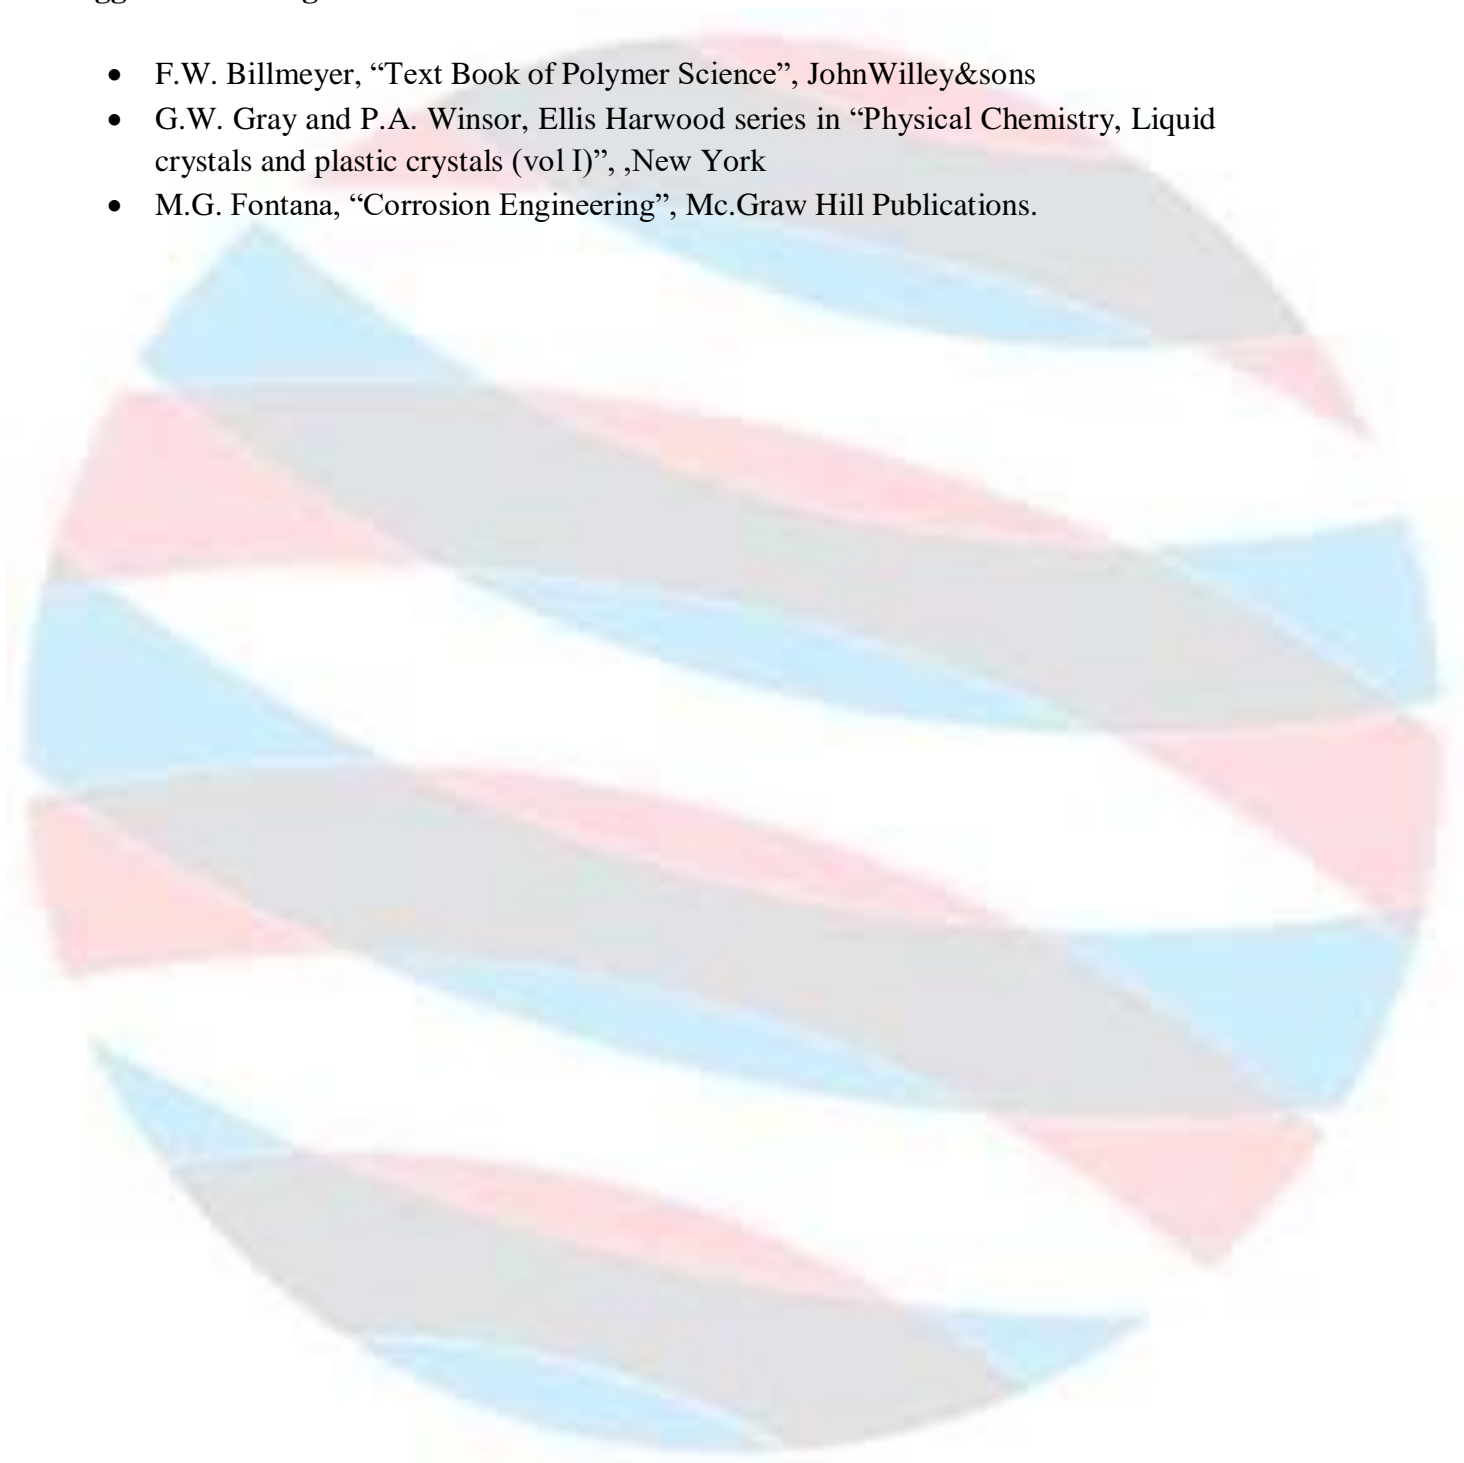 • F.W. Billmeyer, “Text Book of Polymer Science”, JohnWilley&sons
• G.W. Gray and P.A. Winsor, Ellis Harwood series in “Physical Chemistry, Liquid
crystals and plastic crystals (vol I)”, ,New York
• M.G. Fontana, “Corrosion Engineering”, Mc.Graw Hill Publications.